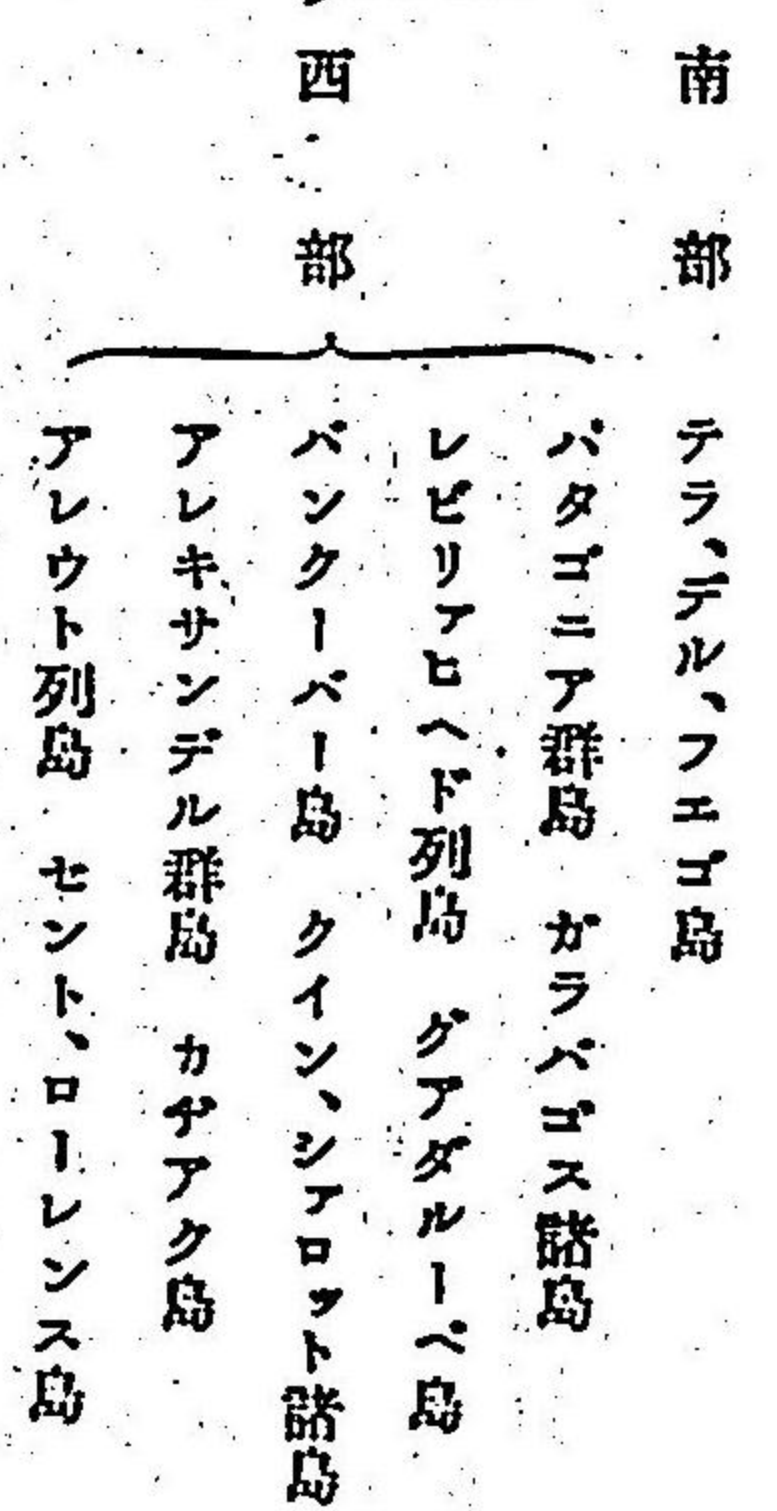 南部 テラ、デル、フエゴ島
西部
パタゴニア群島 ガラパゴス諸島
レビリアヒヘド列島 グアダルーペ島
バンクーバー島 クイン、シアロット諸島
アレキサンデル群島 カヂアク島
アレウト列島 セント、ローレンス島